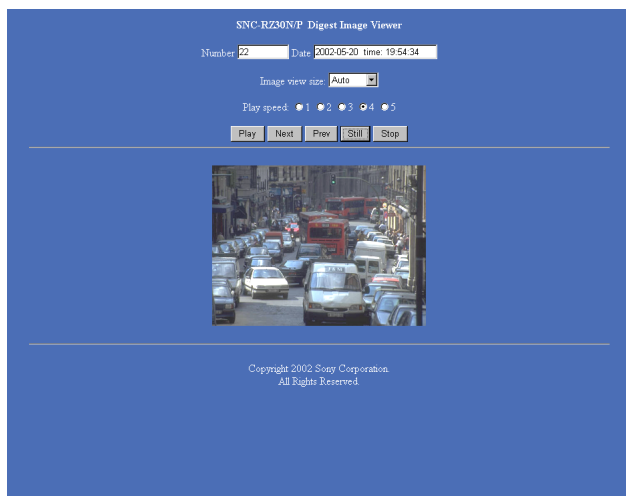 SNC-RZ30N/P Digest Image Viewer
Number 22 Date 2002-05-20 time: 19:54:34
Image view size: Auto
Play speed: 1 2 3 4 5
Play Next Prev Still Stop
Copyright 2002 Sony Corporation.
All Rights Reserved.